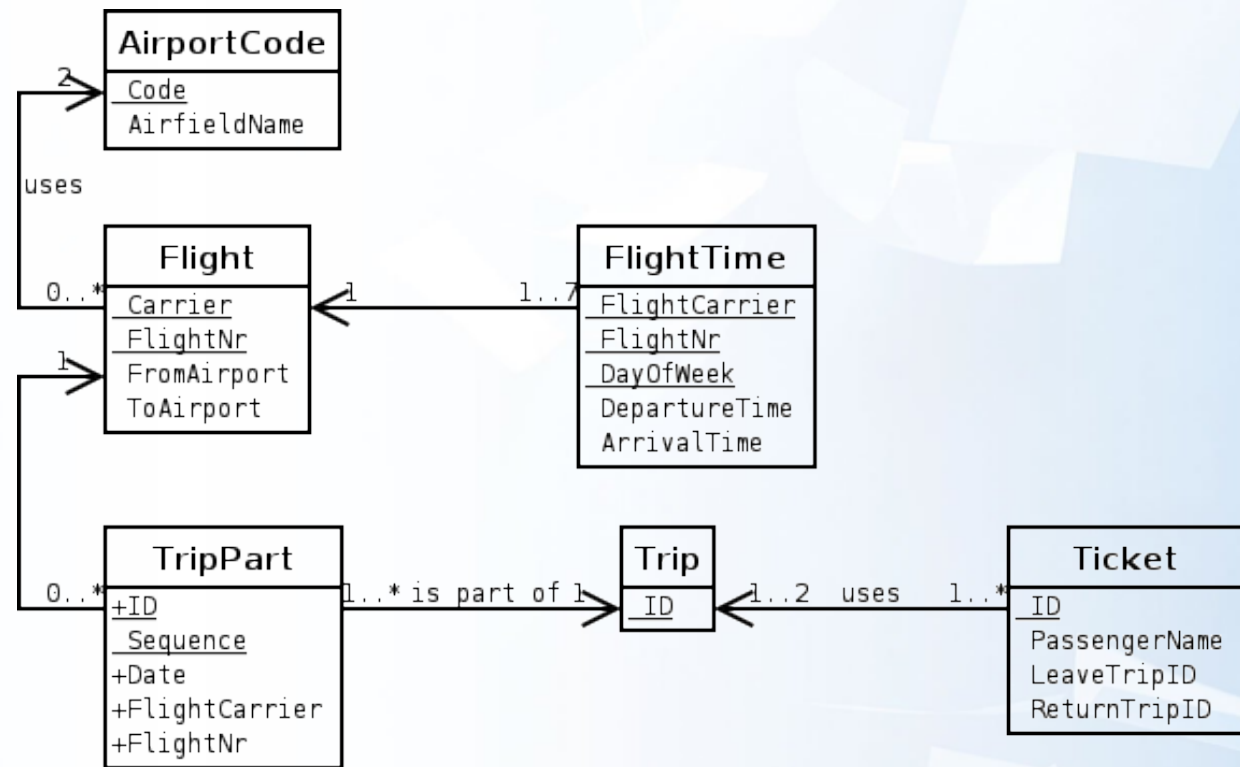 AirportCode
2
Code
AirfieldName
uses
Flight
0..*
1
Carrier
FlightNr
FromAirport
ToAirport
1
1..7
FlightTime
FlightCarrier
FlightNr
DayOfWeek
DepartureTime
ArrivalTime
TripPart
0..*
+ID
Sequence
+Date
+FlightCarrier
+FlightNr
1..* is part of 1
Trip
ID
1..2 uses 1..*
Ticket
ID
PassengerName
LeaveTripID
ReturnTripID